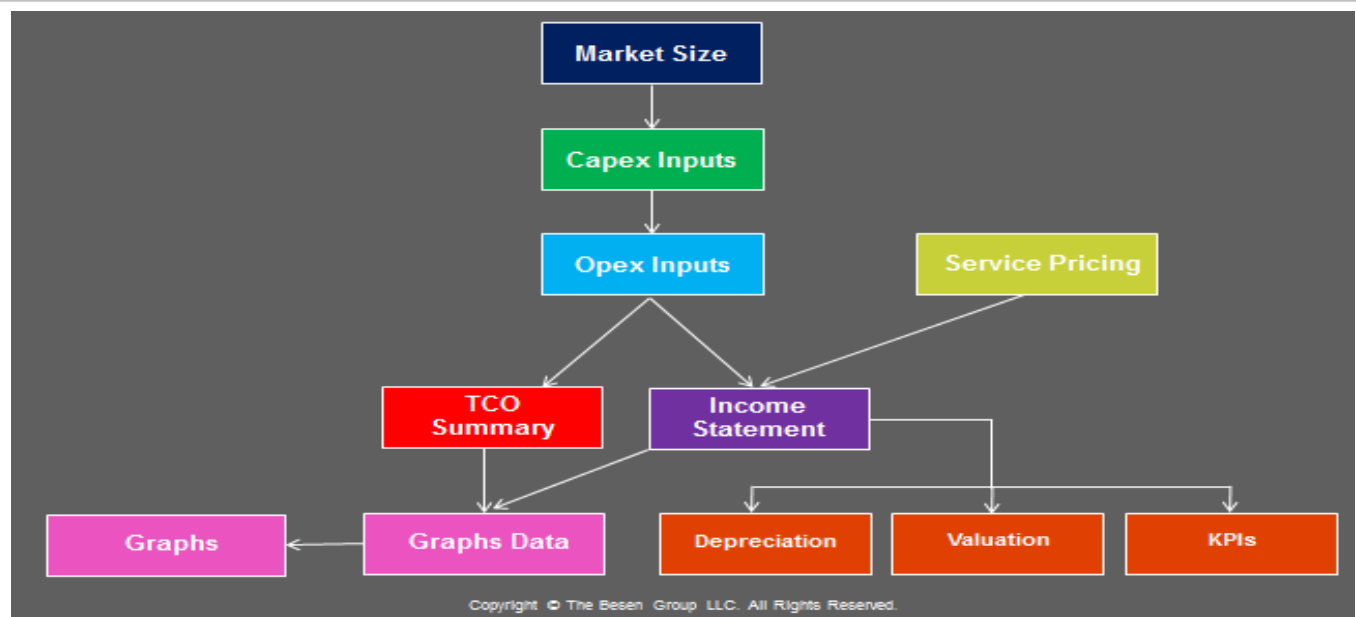 Market Size
Capex Inputs
Opex Inputs
Service Pricing
TCO
Summary
Income
Statement
Graphs
Graphs Data
Depreciation
Valuation
KPIs
Copyright © The Besen Group LLC. All Rights Reserved.